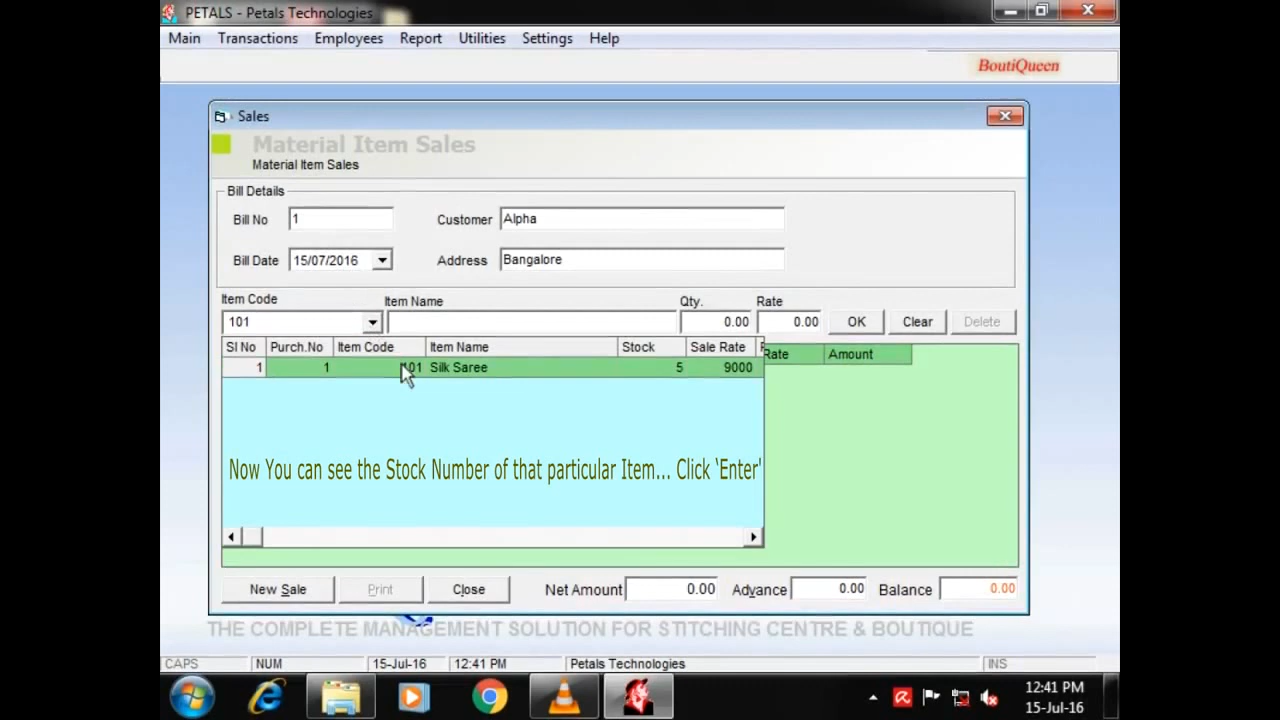 PETALS - Petals Technologies
Main Transactions Employees Report Utilities Settings Help
BoutiQueen
Sales
Material Item Sales
Material Item Sales
Bill Details
Bill No 1 Customer Alpha
Bill Date 15/07/2016 Address Bangalore
Item Code Item Name Qty. Rate
101 0.00 0.00 OK Clear Delete
Sl No Purch.No Item Code Item Name Stock Sale Rate Rate Amount
1 1 101 Silk Saree 5 9000
Now You can see the Stock Number of that particular Item... Click 'Enter'
New Sale Print Close Net Amount 0.00 Advance 0.00 Balance 0.00
THE COMPLETE MANAGEMENT SOLUTION FOR STITCHING CENTRE & BOUTIQUE
CAPS NUM 15-Jul-16 12:41 PM Petals Technologies INS
12:41 PM
15-Jul-16